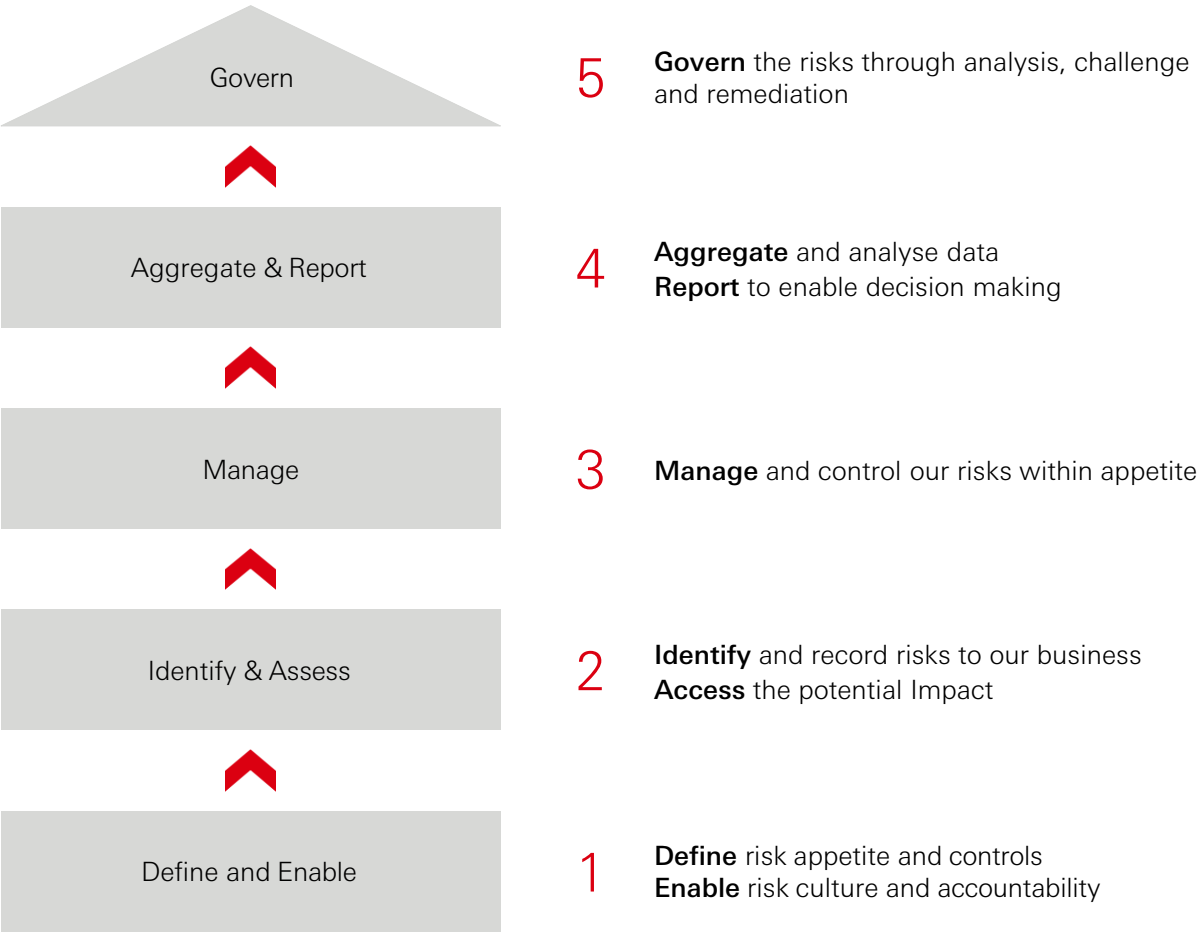 Govern
5
Govern the risks through analysis, challenge
and remediation
Aggregate & Report
4
Aggregate and analyse data
Report to enable decision making
Manage
3
Manage and control our risks within appetite
Identify & Assess
2
Identify and record risks to our business
Access the potential Impact
Define and Enable
1
Define risk appetite and controls
Enable risk culture and accountability